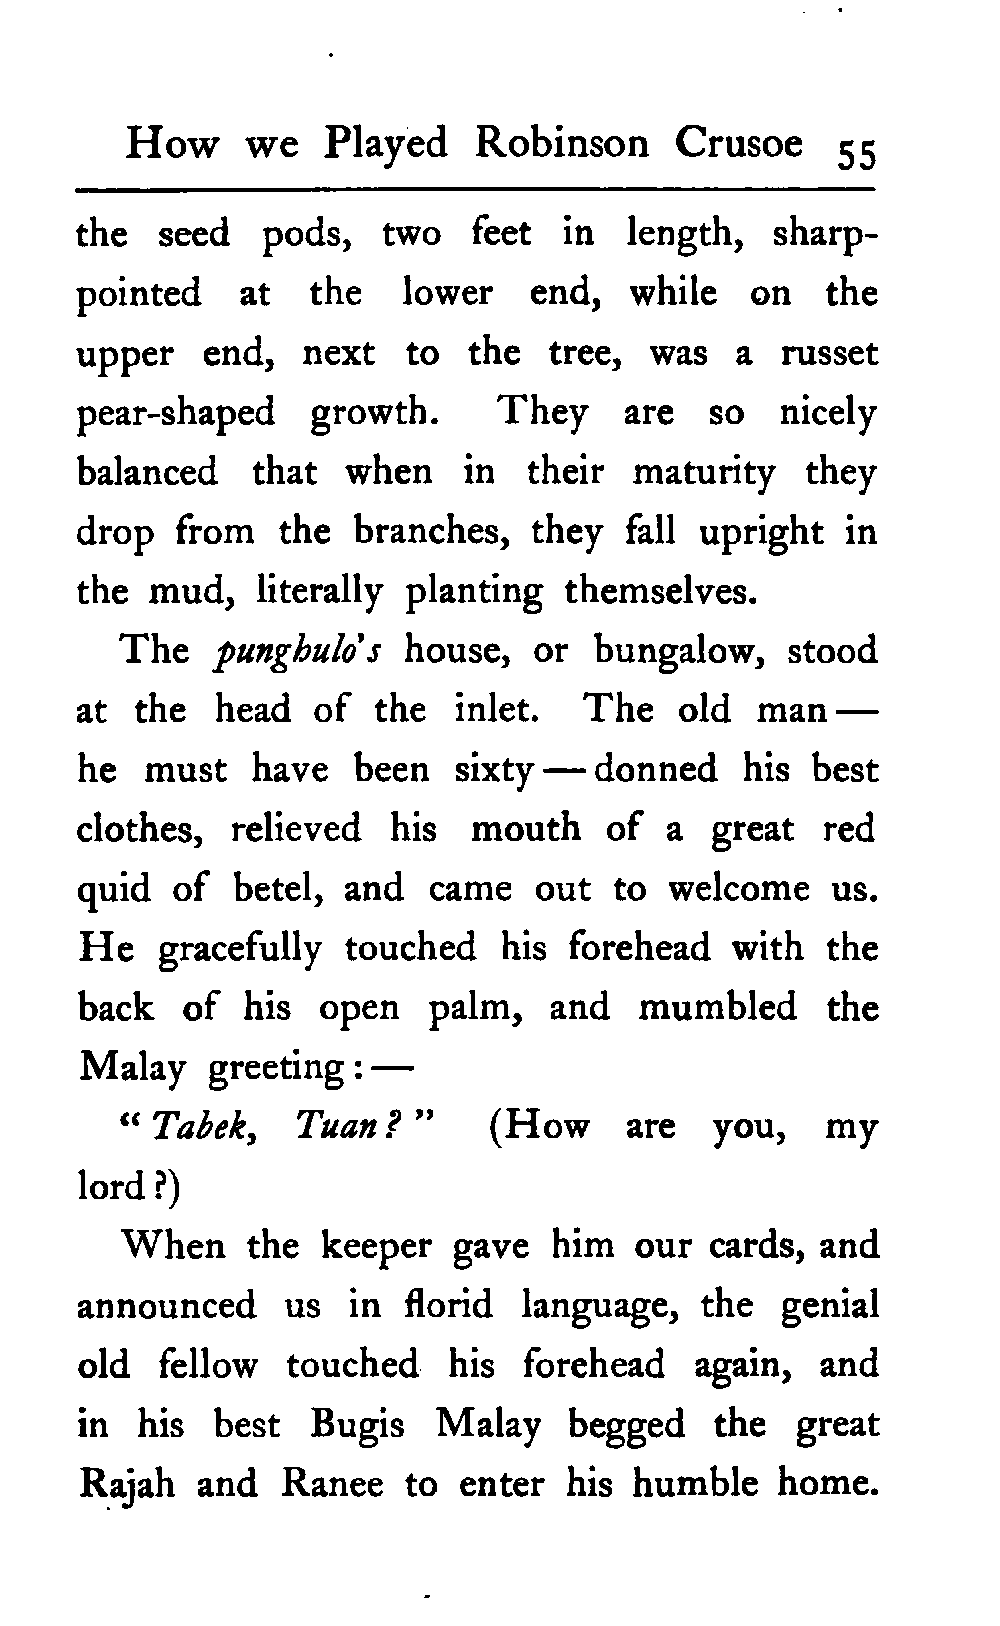 How we Played Robinson Crusoe 55
the seed pods, two feet in length, sharp-
pointed at the lower end, while on the
upper end, next to the tree, was a russet
pear-shaped growth. They are so nicely
balanced that when in their maturity they
drop from the branches, they fall upright in
the mud, literally planting themselves.
The punghulo's house, or bungalow, stood
at the head of the inlet. The old man —
he must have been sixty — donned his best
clothes, relieved his mouth of a great red
quid of betel, and came out to welcome us.
He gracefully touched his forehead with the
back of his open palm, and mumbled the
Malay greeting : —
“ Tabek, Tuan ? ” (How are you, my
lord ?)
When the keeper gave him our cards, and
announced us in florid language, the genial
old fellow touched his forehead again, and
in his best Bugis Malay begged the great
Rajah and Ranee to enter his humble home.